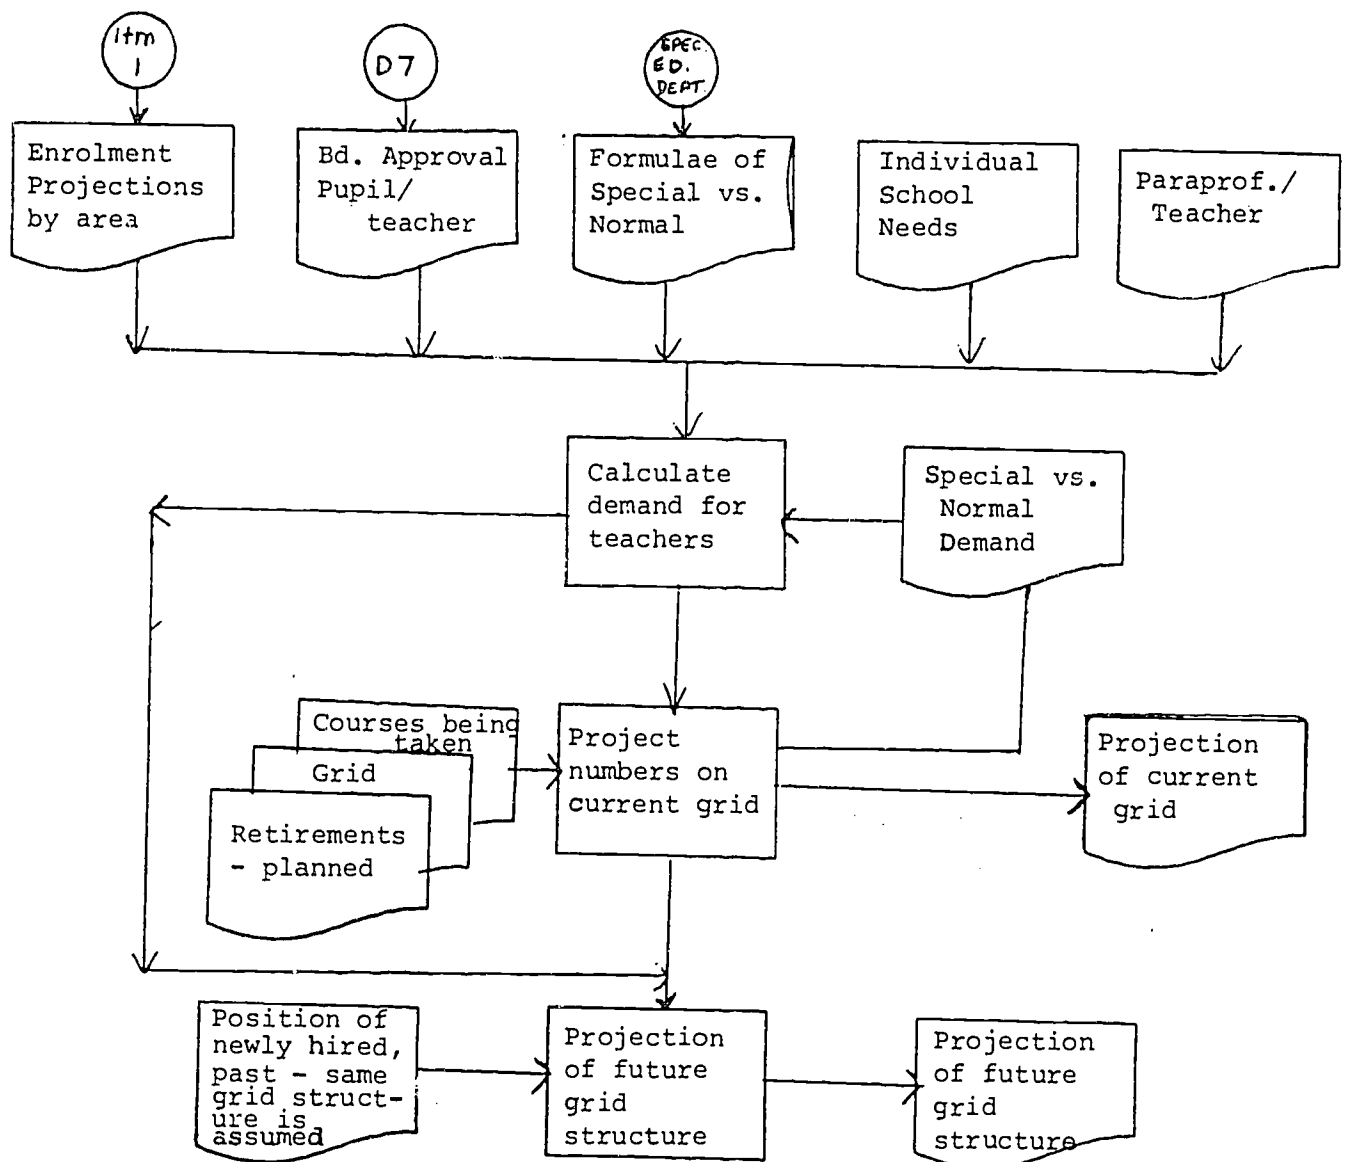 Itm
1
D7
SPEC.
ED.
DEPT.
Enrolment
Projections
by area
Bd. Approval
Pupil/
teacher
Formulae of
Special vs.
Normal
Individual
School
Needs
Paraprof./
Teacher
Calculate
demand for
teachers
Special vs.
Normal
Demand
Courses being
taken
Grid
Retirements
- planned
Project
numbers on
current grid
Projection
of current
grid
Position of
newly hired,
past - same
grid struct-
ure is
assumed
Projection
of future
grid
structure
Projection
of future
grid
structure